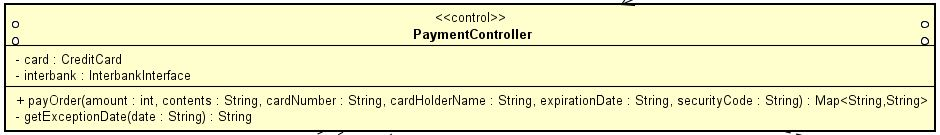 <<control>>
PaymentController
- card : CreditCard
- interbank : InterbankInterface
+ payOrder(amount : int, contents : String, cardNumber : String, cardHolderName : String, expirationDate : String, securityCode : String) : Map<String,String>
- getExceptionDate(date : String) : String